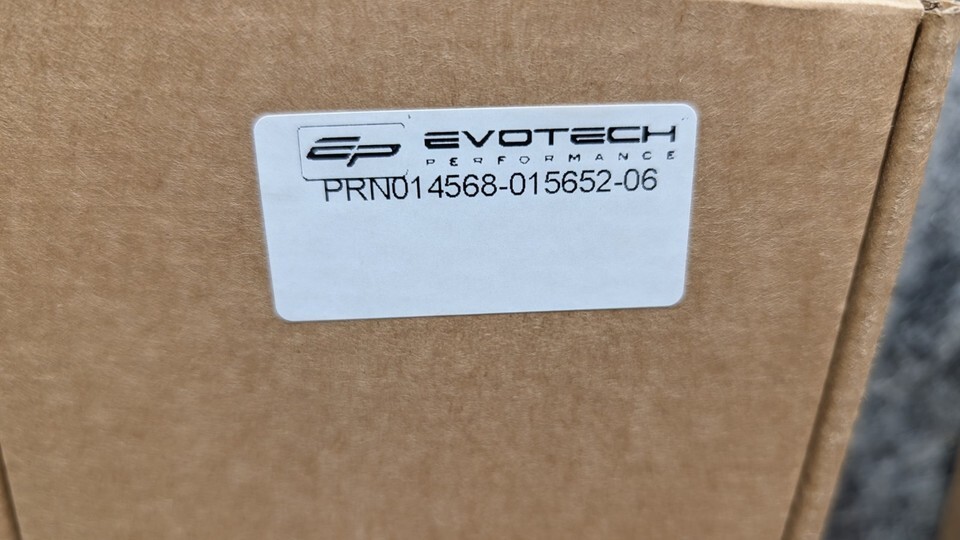 EP EVOTECH
PERFORMANCE
PRN014568-015652-06